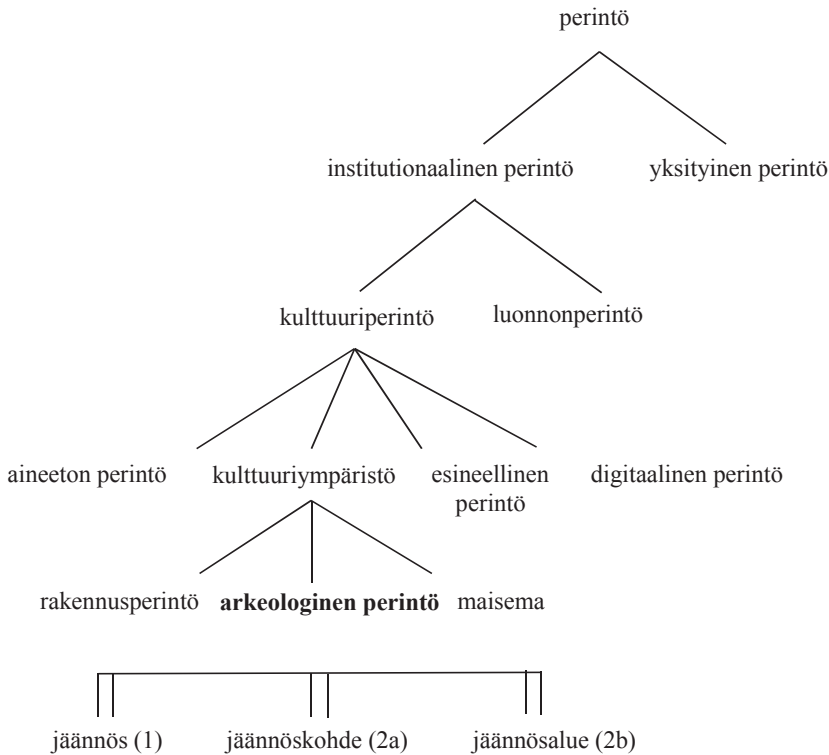 perintö
institutionaalinen perintö yksityinen perintö
kulttuuriperintö luonnonperintö
aineeton perintö kulttuuriympäristö esineellinen perintö digitaalinen perintö
rakennusperintö arkeologinen perintö maisema
jäännös (1) jäännöskohde (2a) jäännösalue (2b)